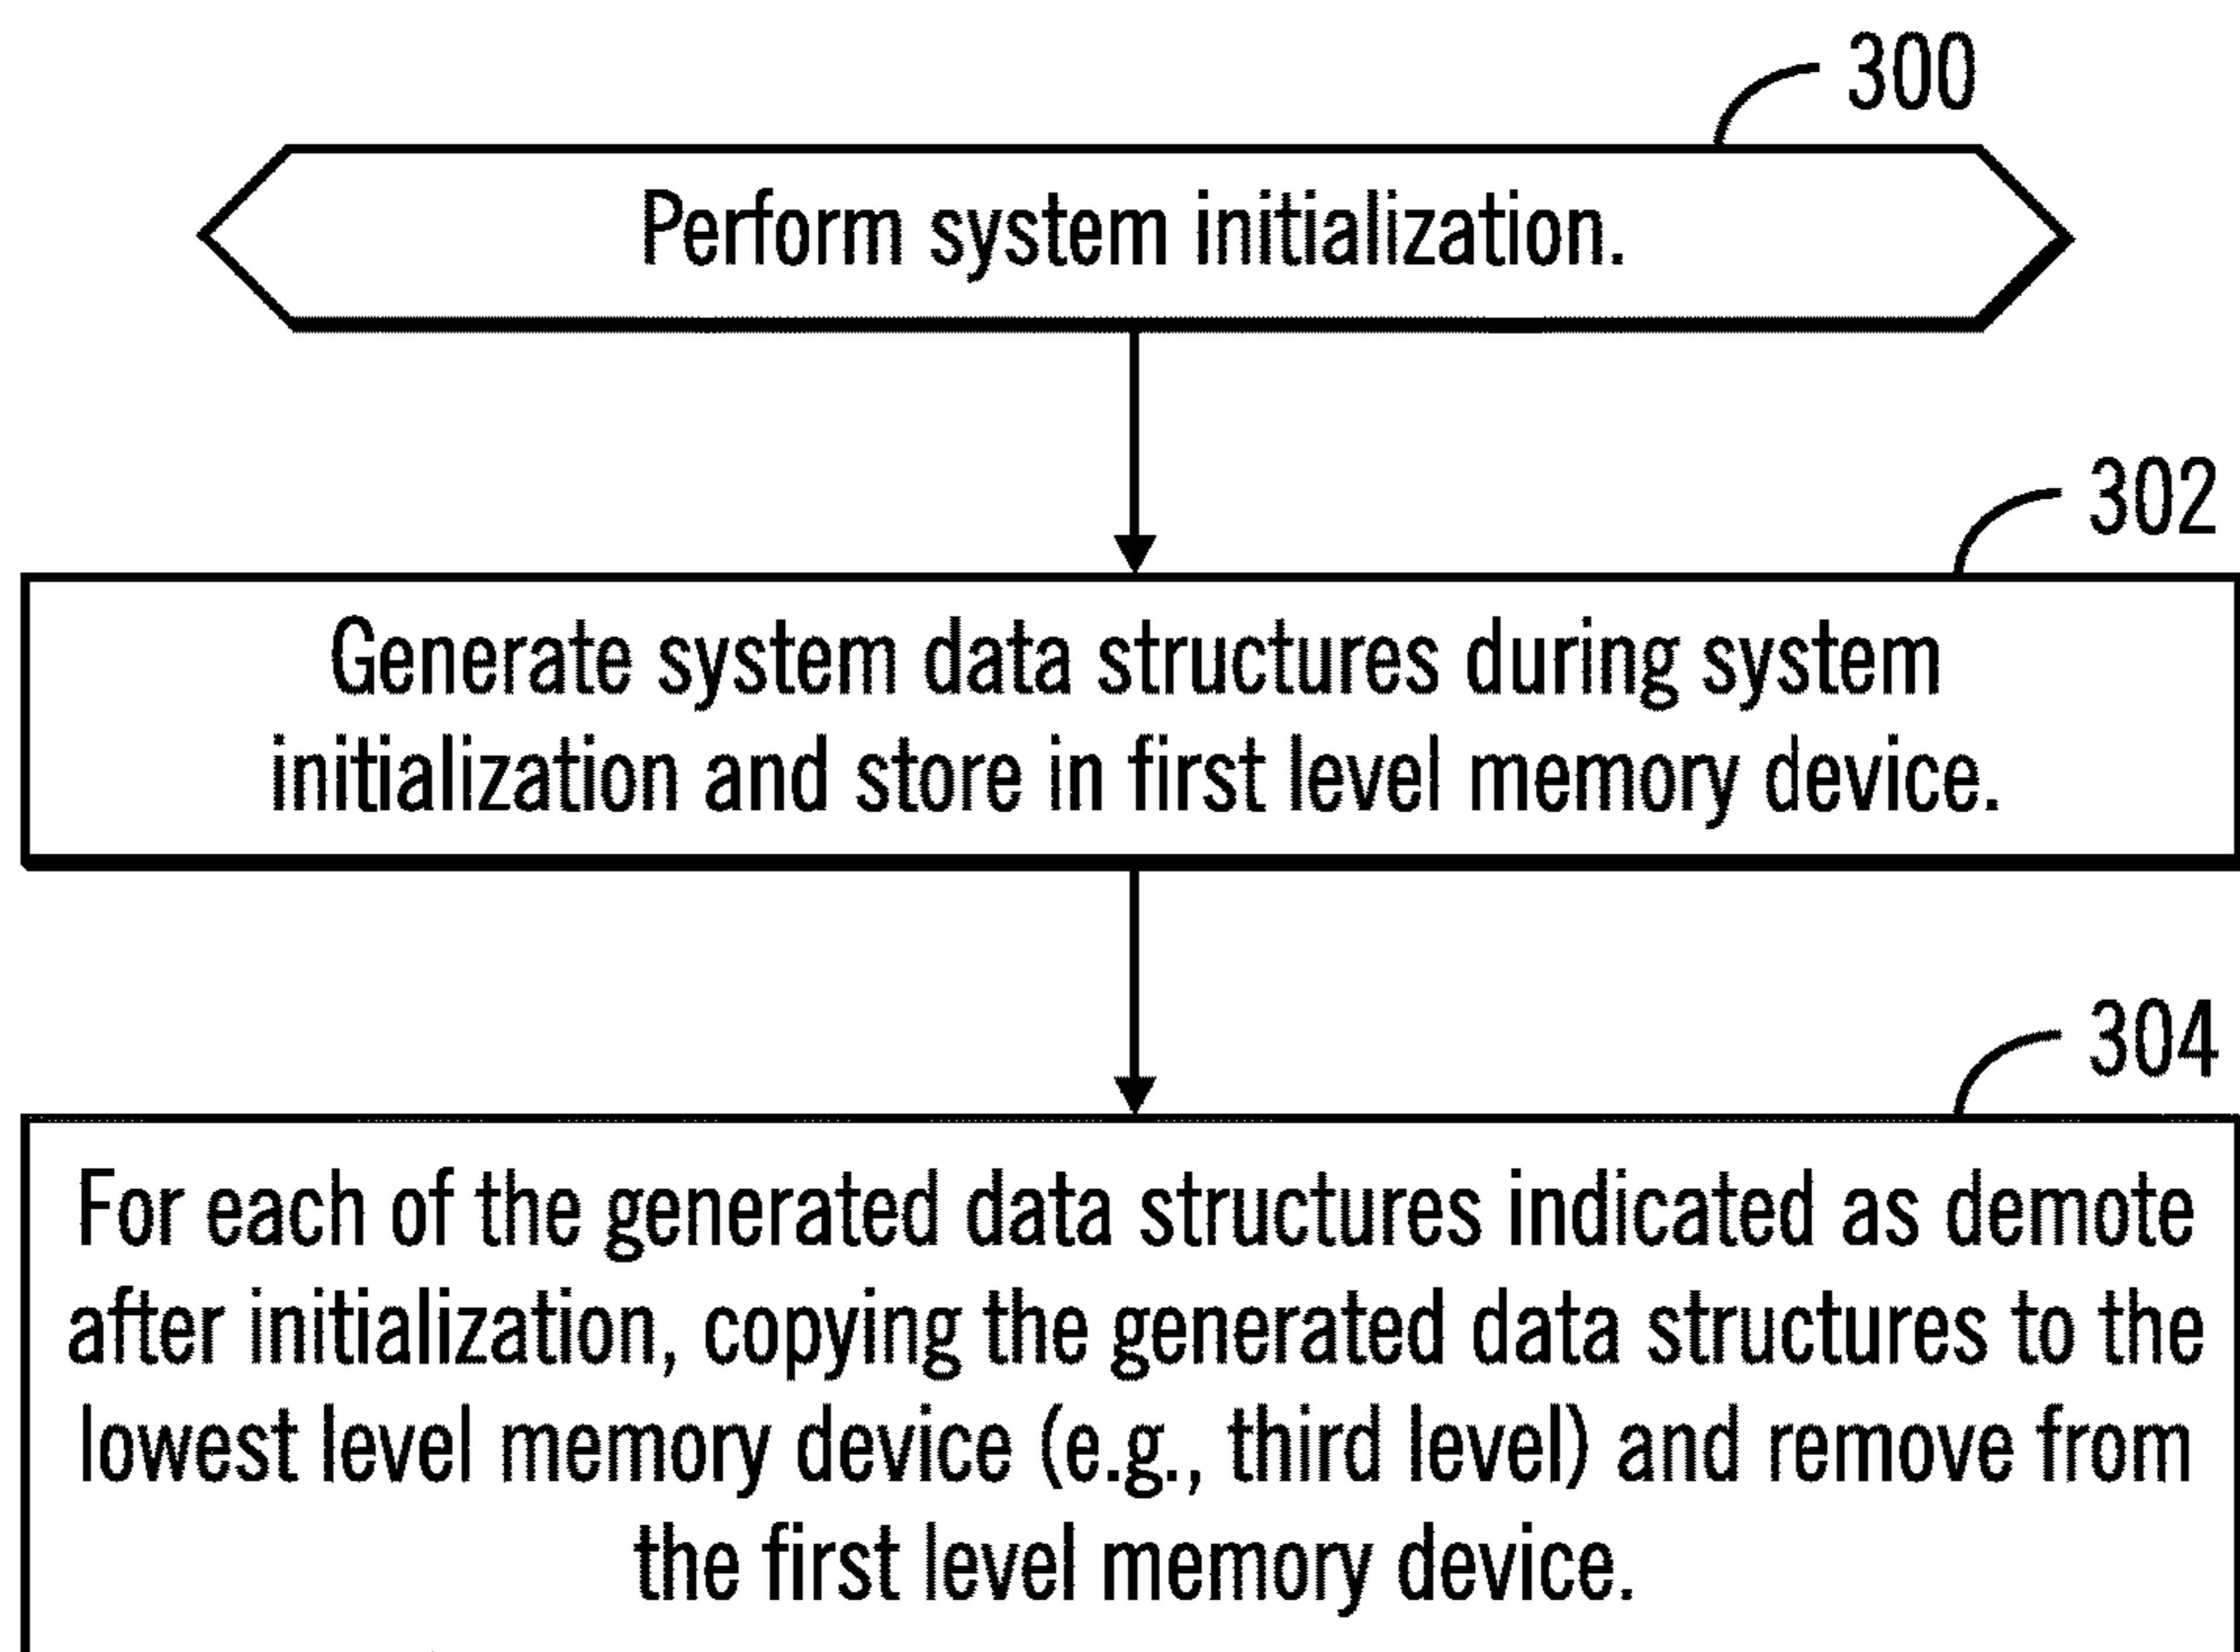 300
Perform system initialization.
302
Generate system data structures during system
initialization and store in first level memory device.
304
For each of the generated data structures indicated as demote
after initialization, copying the generated data structures to the
lowest level memory device (e.g., third level) and remove from
the first level memory device.